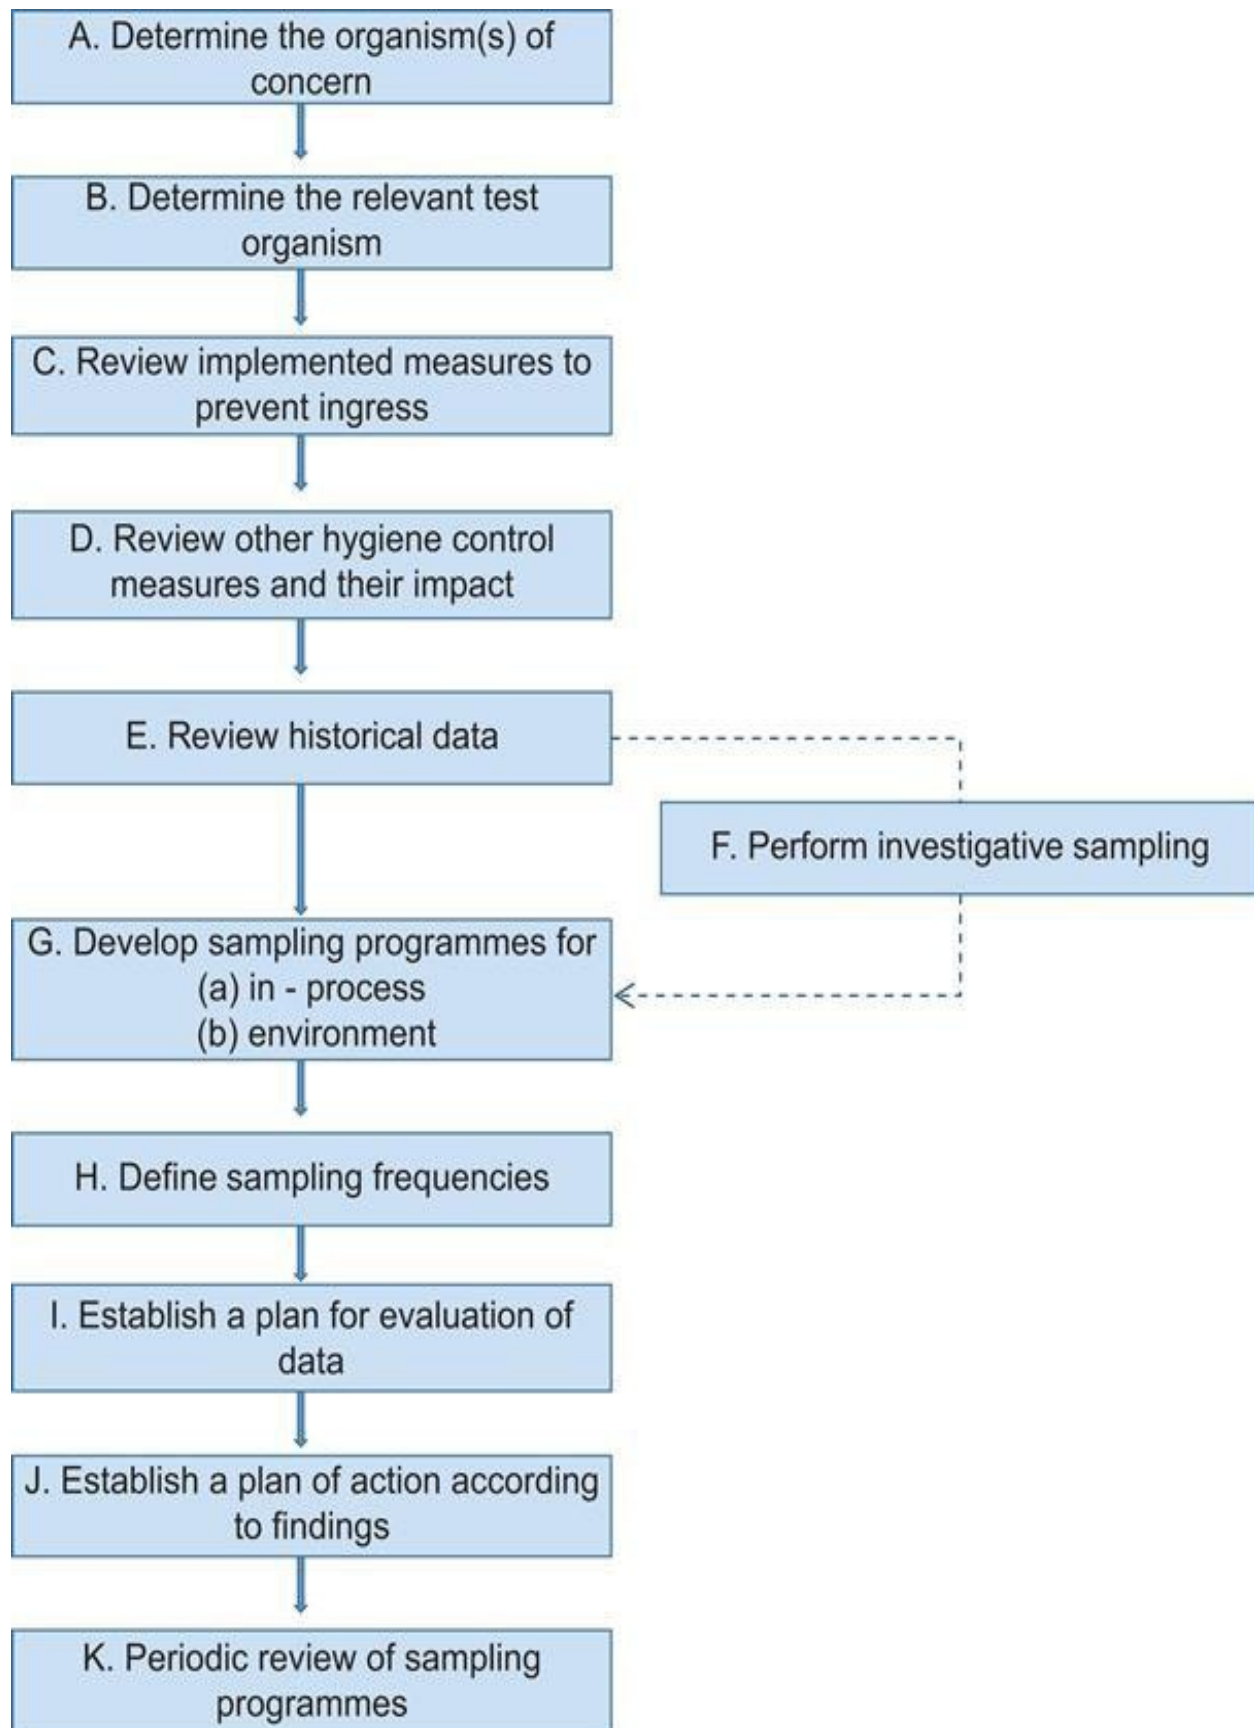 A. Determine the organism(s) of
concern
B. Determine the relevant test
organism
C. Review implemented measures to
prevent ingress
D. Review other hygiene control
measures and their impact
E. Review historical data
F. Perform investigative sampling
G. Develop sampling programmes for
(a) in - process
(b) environment
H. Define sampling frequencies
I. Establish a plan for evaluation of
data
J. Establish a plan of action according
to findings
K. Periodic review of sampling
programmes